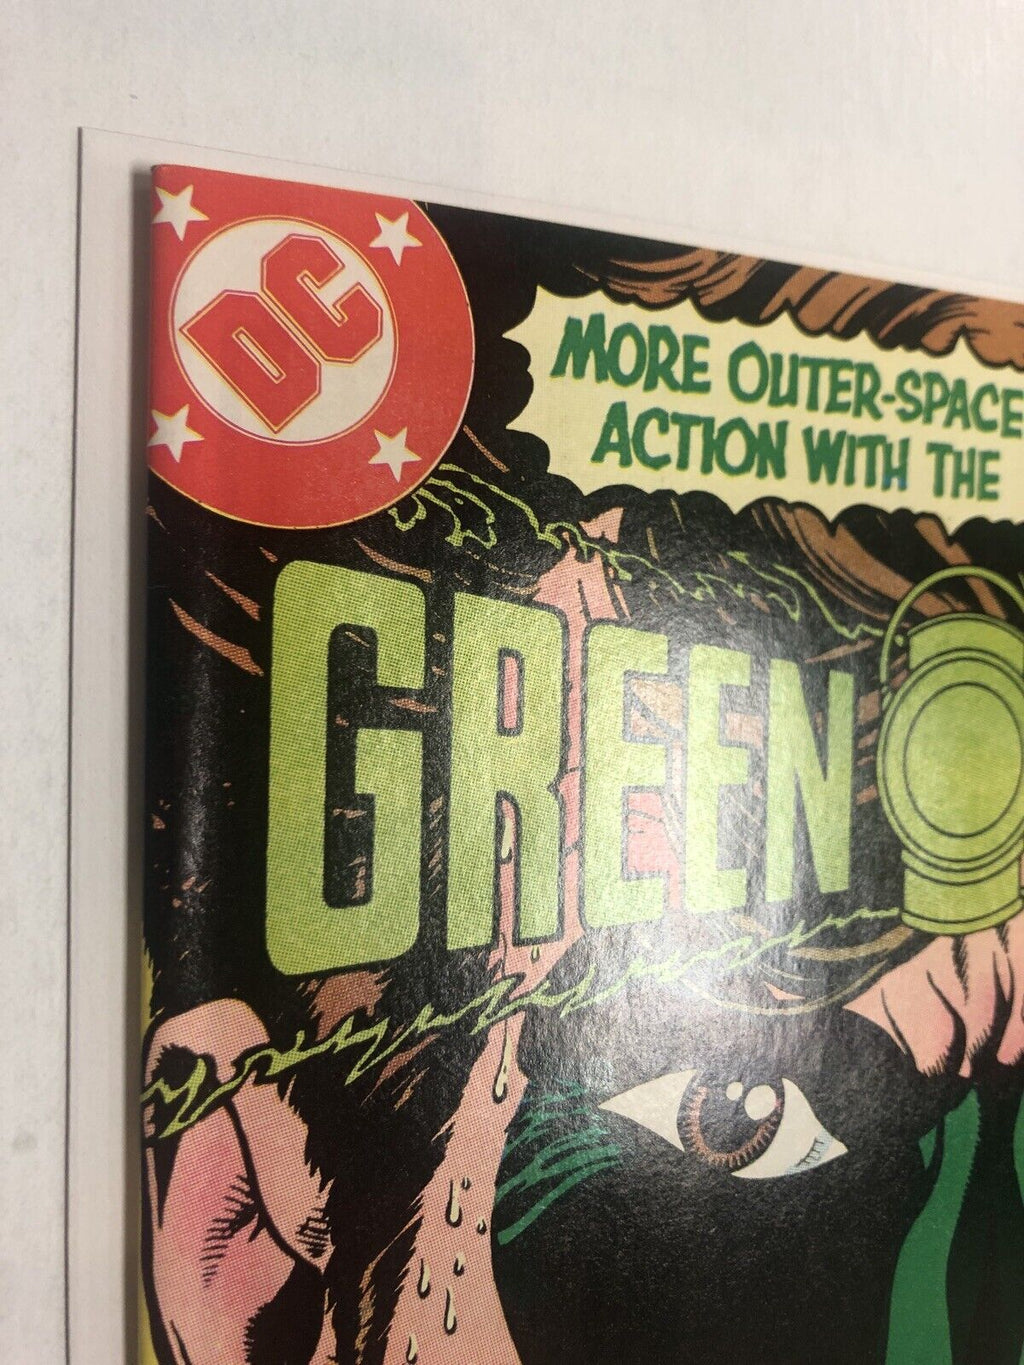 DC
MORE OUTER-SPACE
ACTION WITH THE
GREEN